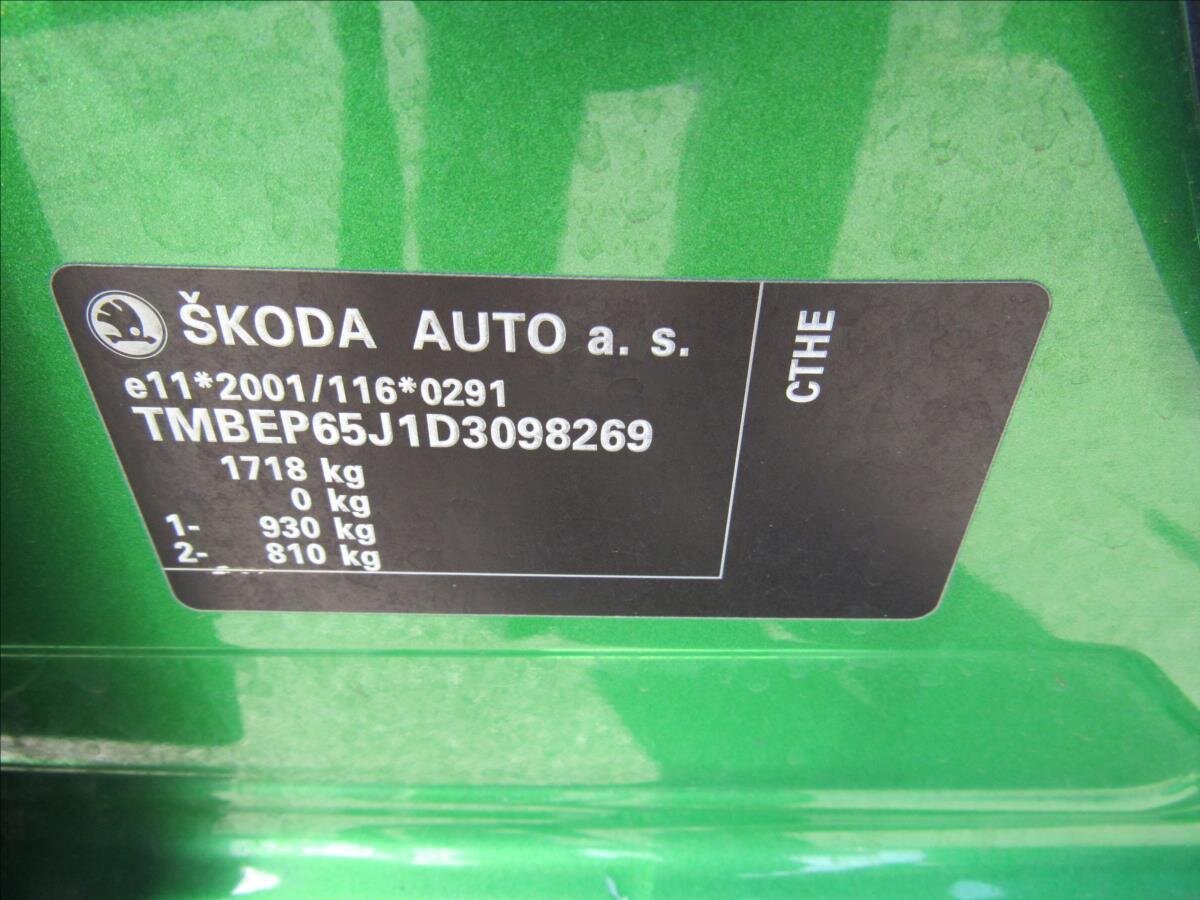 ŠKODA AUTO a. s.
e11*2001/116*0291
TMBEP65J1D3098269
1718 kg
0 kg
1- 930 kg
2- 810 kg
CTHE